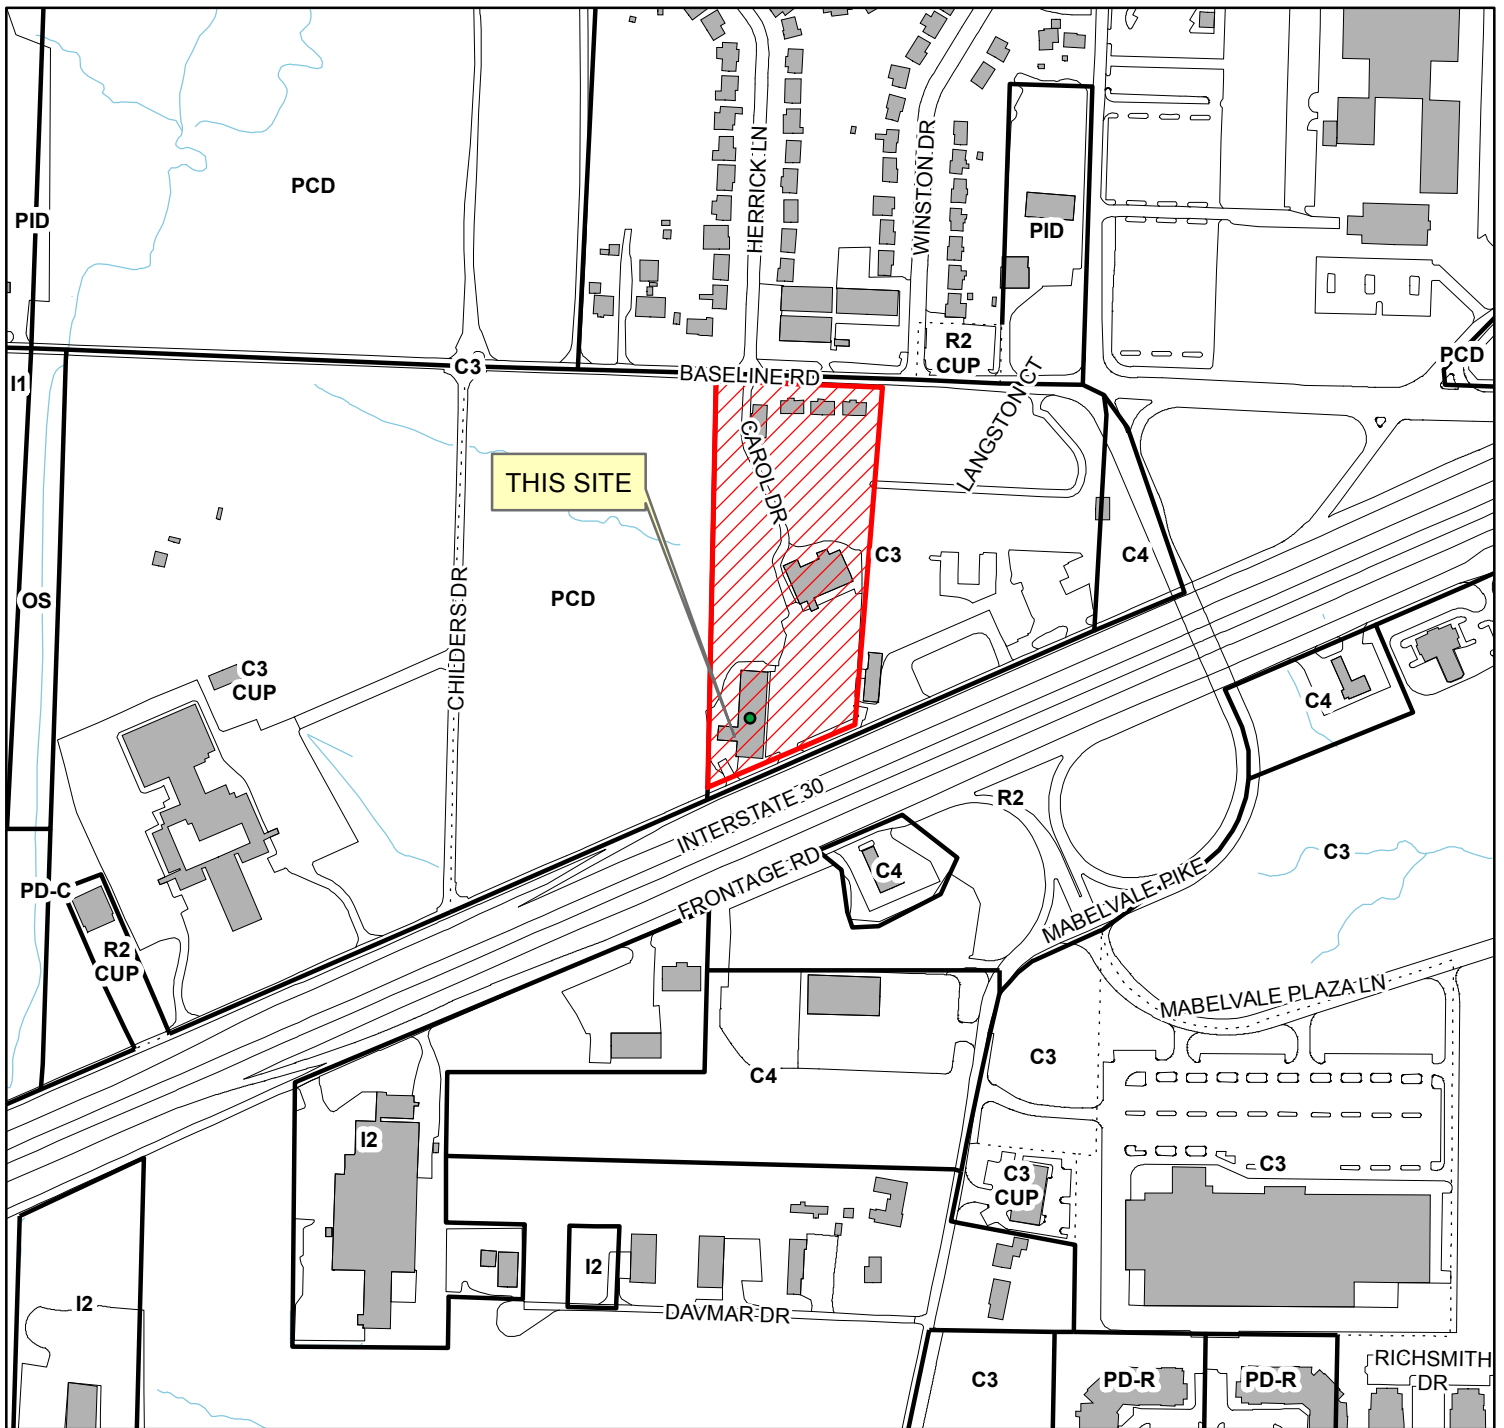 PCD
PID
HERRICK LN
WINSTON DR
PID
R2
CUP
PCD
C3
I1
BASELINE RD
LANGSTON CT
THIS SITE
CAROL DR
C3
C4
OS
CHILDERS DR
PCD
C3
CUP
C4
INTERSTATE 30
R2
C3
FRONTAGE RD
C4
PD-C
MABELVALE PIKE
R2
CUP
MABELVALE PLAZA LN
C3
C4
I2
C3
C3
CUP
I2
I2
DAVMAR DR
RICHSMITH
DR
C3
PD-R
PD-R